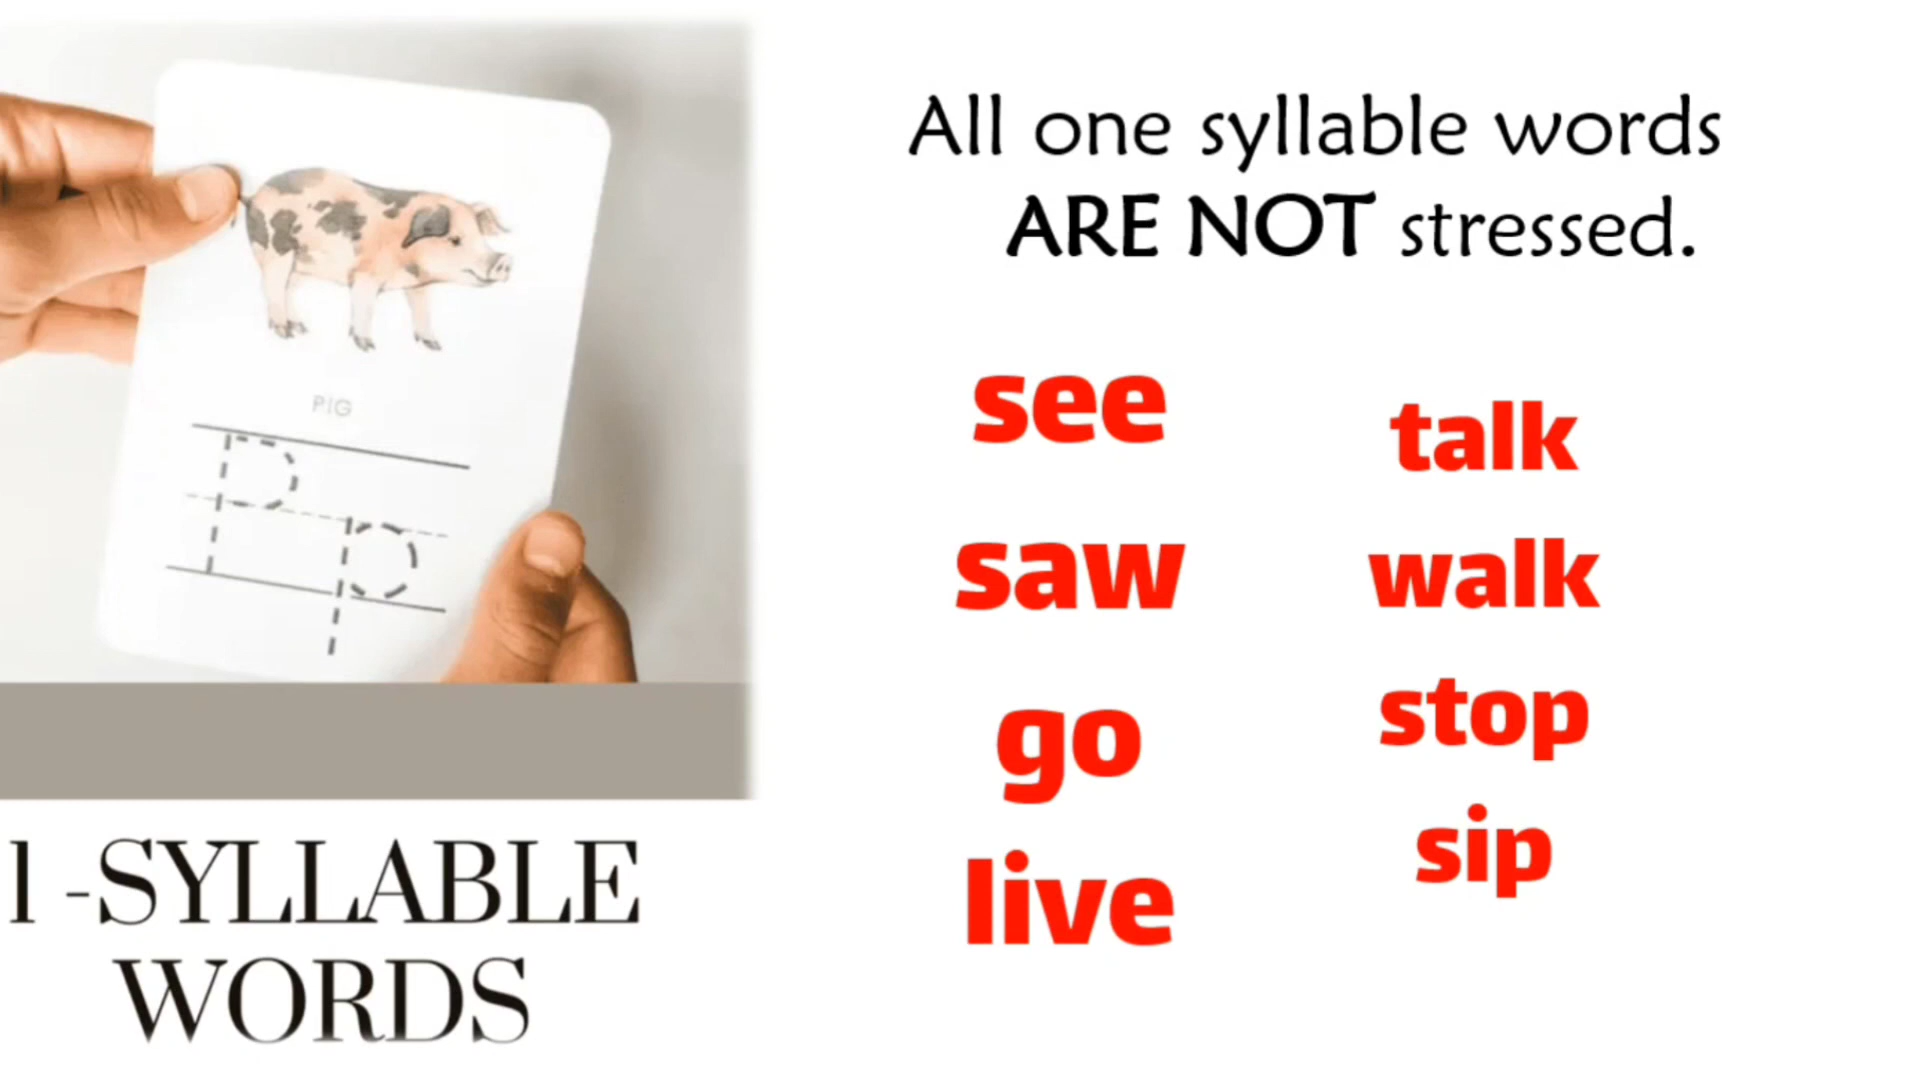 PIG
P p
1 -SYLLABLE
WORDS
All one syllable words
ARE NOT stressed.
see
saw
go
live
talk
walk
stop
sip